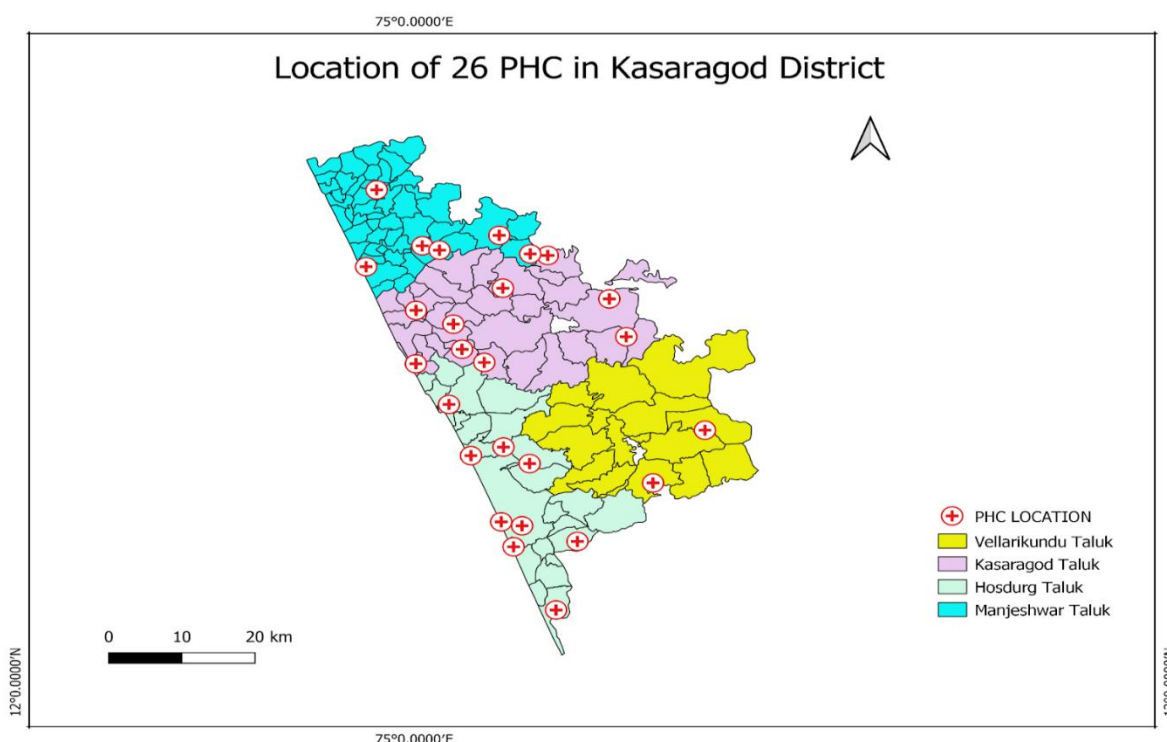 75°0.0000'E
Location of 26 PHC in Kasaragod District
PHC LOCATION
Vellarikundu Taluk
Kasaragod Taluk
Hosdurg Taluk
Manjeshwar Taluk
0 10 20 km
12°0.0000'N
75°0.0000'E